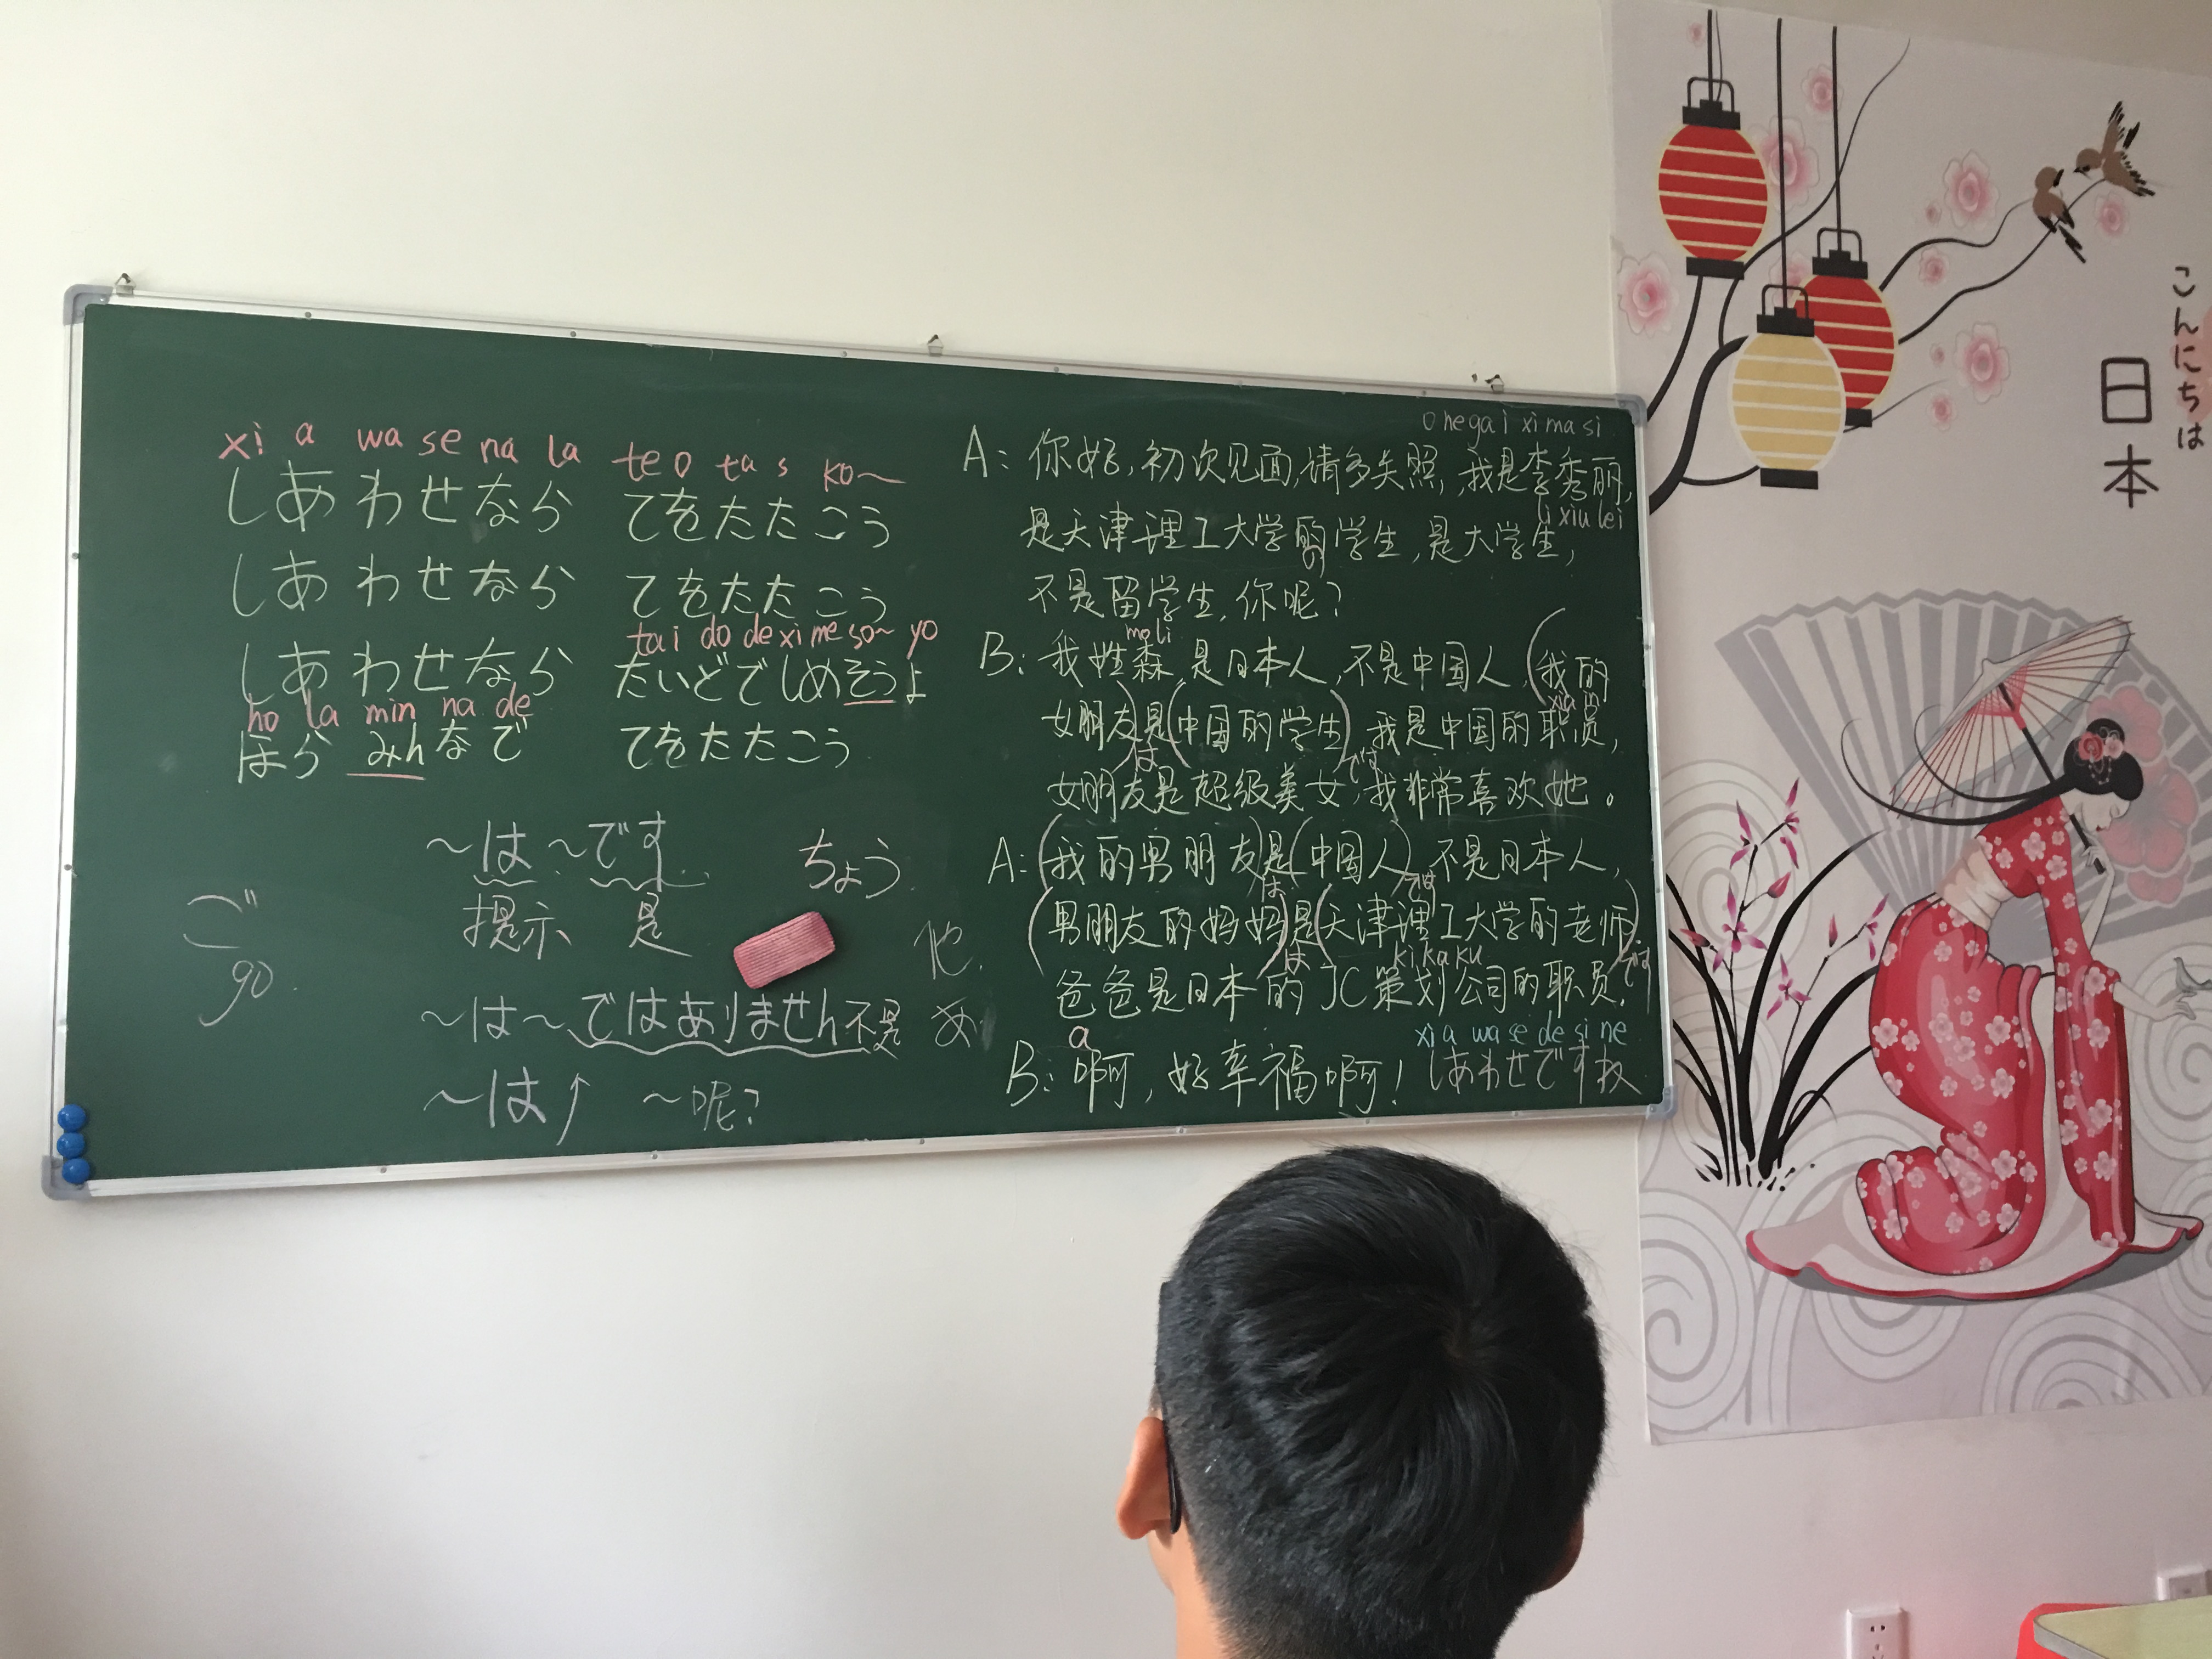 xi a wa se na la te o ta s ko～
しあわせなら てをたたこう
しあわせなら てをたたこう
tai do de xi me so～ yo
しあわせなら たいどでしめそうよ
ho la min na de
ほら みんなで てをたたこう
～は～です
提示 是
ちょう
ご
go
他
～は～ではありません不是
あ
～は↑ ～呢？
o ne ga i xi ma si
A：你好，初次见面，请多关照，我是李秀丽，
li xiu lei
是天津理工大学的学生，是大学生，
の
不是留学生，你呢？
mo li
B：我姓森，是日本人，不是中国人，（我的
xia in
女朋友）是（中国的学生），我是中国的职员，
は です
女朋友是超级美女，我非常喜欢她。
A：（我的男朋友）是（中国人），不是日本人，
は では
（男朋友的妈妈）是（天津理工大学的老师）
は です
ki ka ku
爸爸是日本的JC策划公司的职员．
a
xi a wa se de si ne
B：啊，好幸福啊！しあわせですね
こんにちは
日本